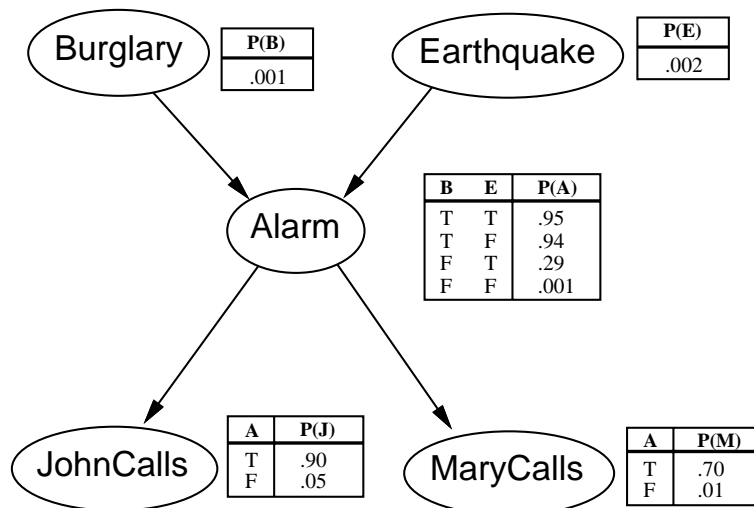 Burglary
P(B)
.001
Earthquake
P(E)
.002
Alarm
B E P(A)
T T .95
T F .94
F T .29
F F .001
JohnCalls
A P(J)
T .90
F .05
MaryCalls
A P(M)
T .70
F .01